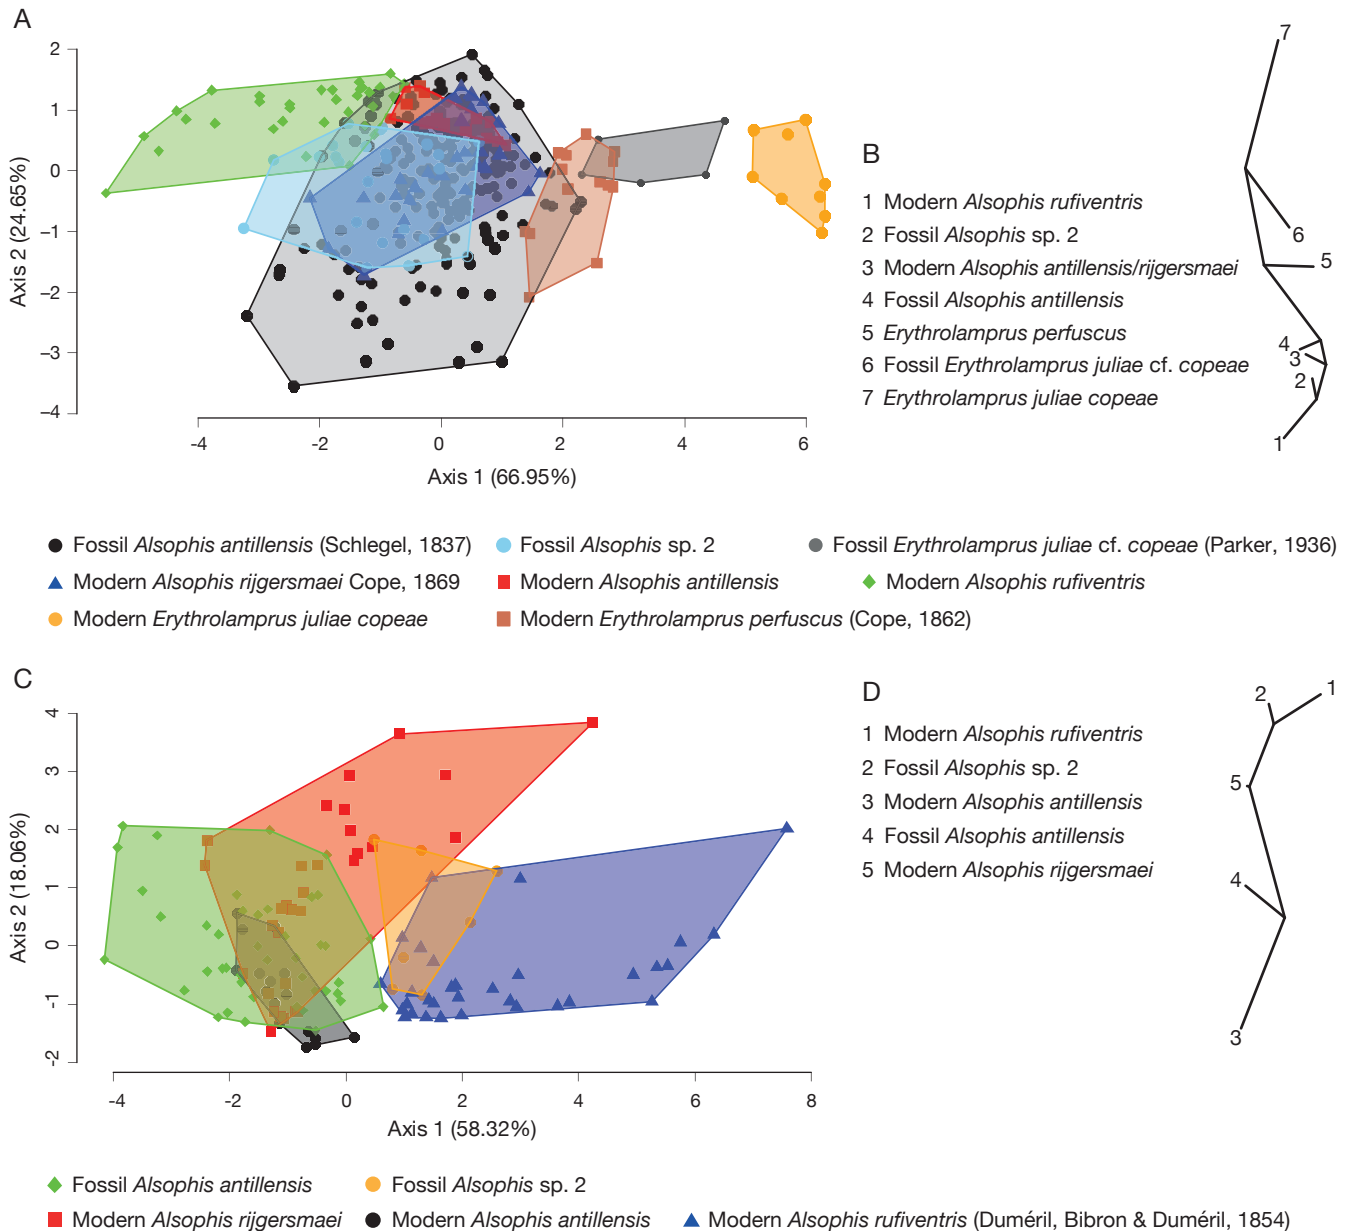 A
2
1
0
–1
–2
–3
–4
Axis 2 (24.65%)
-4
-2
0
2
4
6
Axis 1 (66.95%)
B
1 Modern Alsophis rufiventris
2 Fossil Alsophis sp. 2
3 Modern Alsophis antillensis/rijgersmaei
4 Fossil Alsophis antillensis
5 Erythrolamprus perfuscus
6 Fossil Erythrolamprus juliae cf. copeae
7 Erythrolamprus juliae copeae
7
6
5
4
3
2
1
Fossil Alsophis antillensis (Schlegel, 1837)
Fossil Alsophis sp. 2
Fossil Erythrolamprus juliae cf. copeae (Parker, 1936)
Modern Alsophis rijgersmaei Cope, 1869
Modern Alsophis antillensis
Modern Alsophis rufiventris
Modern Erythrolamprus juliae copeae
Modern Erythrolamprus perfuscus (Cope, 1862)
C
4
3
2
1
0
-1
-2
Axis 2 (18.06%)
-4
-2
0
2
4
6
8
Axis 1 (58.32%)
D
1 Modern Alsophis rufiventris
2 Fossil Alsophis sp. 2
3 Modern Alsophis antillensis
4 Fossil Alsophis antillensis
5 Modern Alsophis rijgersmaei
2
1
5
4
3
Fossil Alsophis antillensis
Fossil Alsophis sp. 2
Modern Alsophis rijgersmaei
Modern Alsophis antillensis
Modern Alsophis rufiventris (Duméril, Bibron & Duméril, 1854)